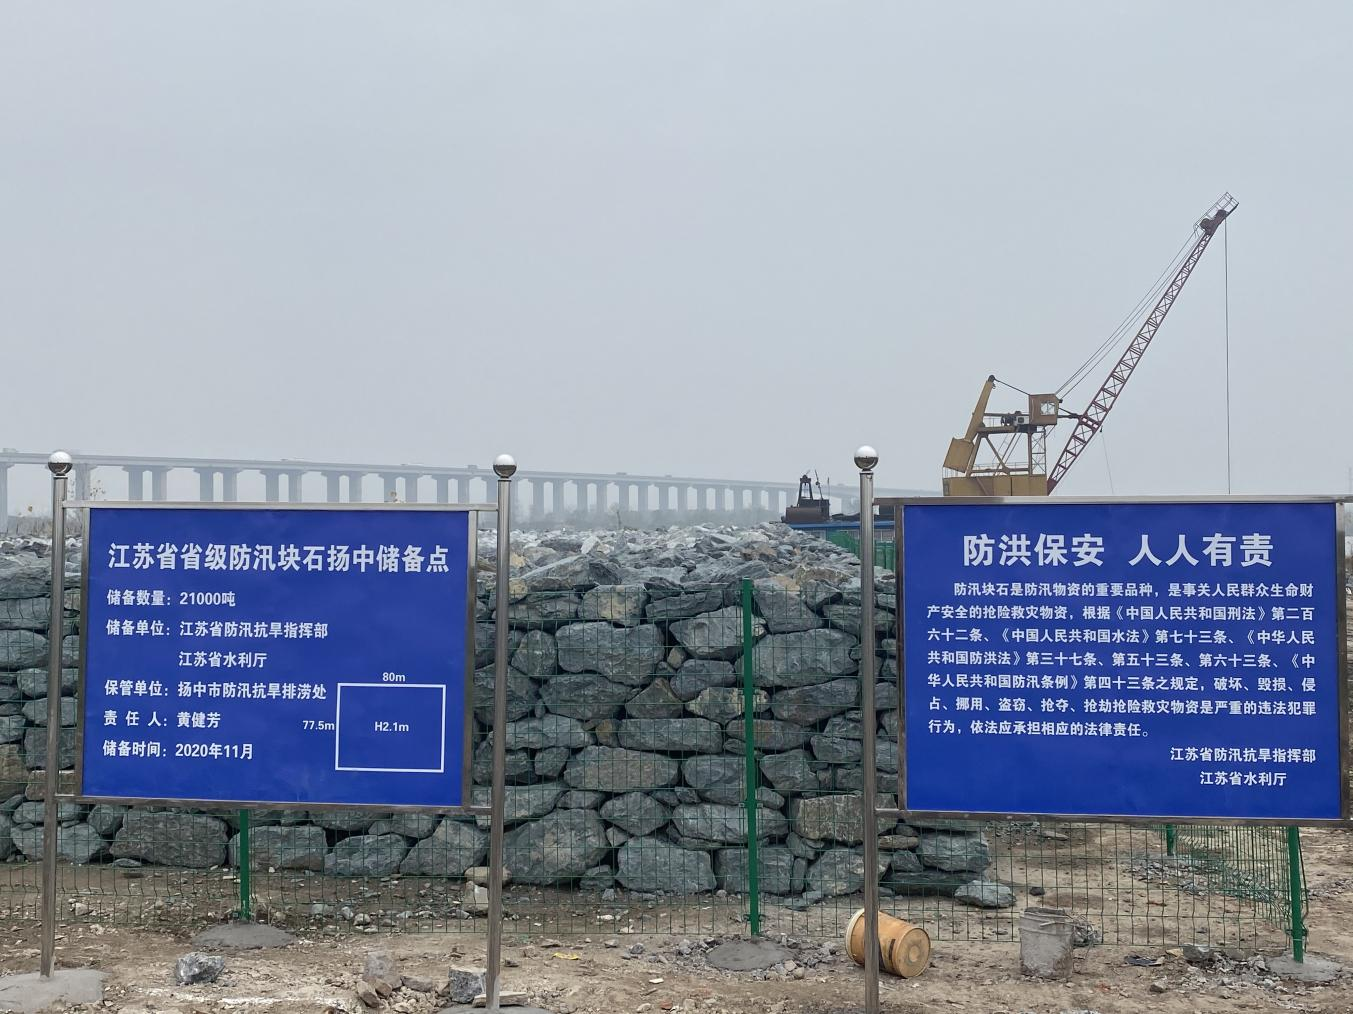 江苏省省级防汛块石扬中储备点
储备数量：21000吨
储备单位：江苏省防汛抗旱指挥部
江苏省水利厅
保管单位：扬中市防汛抗旱排涝处
责 任 人：黄健芳
储备时间：2020年11月
80m
77.5m
H2.1m
防洪保安 人人有责
防汛块石是防汛物资的重要品种，是事关人民群众生命财
产安全的抢险救灾物资，根据《中国人民共和国刑法》第二百
六十二条、《中国人民共和国水法》第七十三条、《中华人民
共和国防洪法》第三十七条、第五十三条、第六十三条、《中
华人民共和国防汛条例》第四十三条之规定，破坏、毁损、侵
占、挪用、盗窃、抢夺、抢劫抢险救灾物资是严重的违法犯罪
行为，依法应承担相应的法律责任。
江苏省防汛抗旱指挥部
江苏省水利厅